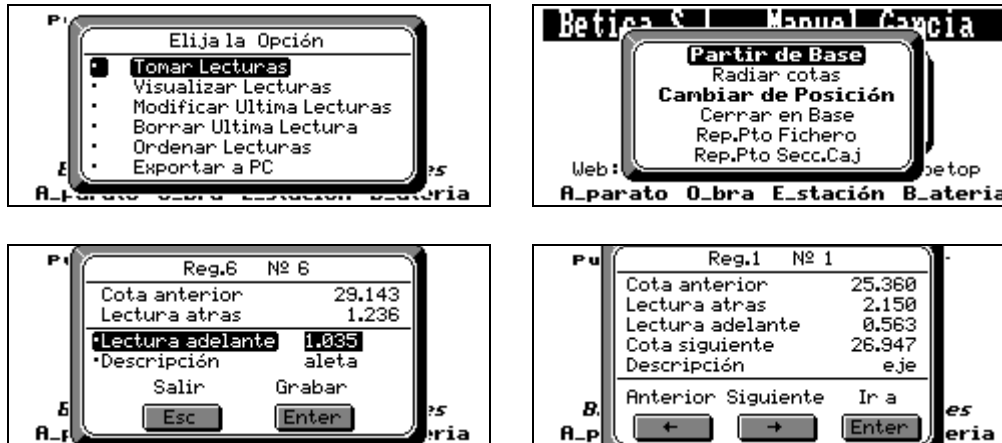 Elija la Opción
Tomar Lecturas
Visualizar Lecturas
Modificar Ultima Lecturas
Borrar Ultima Lectura
Ordenar Lecturas
Exportar a PC
Betica S Manuel Garcia
Partir de Base
Radiar cotas
Cambiar de Posición
Cerrar en Base
Rep.Pto Fichero
Rep.Pto Secc.Caj
Web:
A_parato O_bra E_stación B_ateria
Reg.6 Nº 6
Cota anterior 29.143
Lectura atras 1.236
·Lectura adelante 1.035
·Descripción aleta
Salir Grabar
Esc Enter
Reg.1 Nº 1
Cota anterior 25.360
Lectura atras 2.150
Lectura adelante 0.563
Cota siguiente 26.947
Descripción eje
Anterior Siguiente Ir a
← → Enter